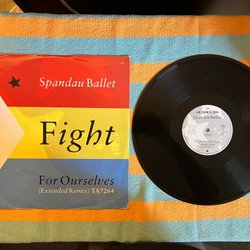 Spandau Ballet
Fight
For Ourselves
(Extended Remix) TA7264
Spandau Ballet